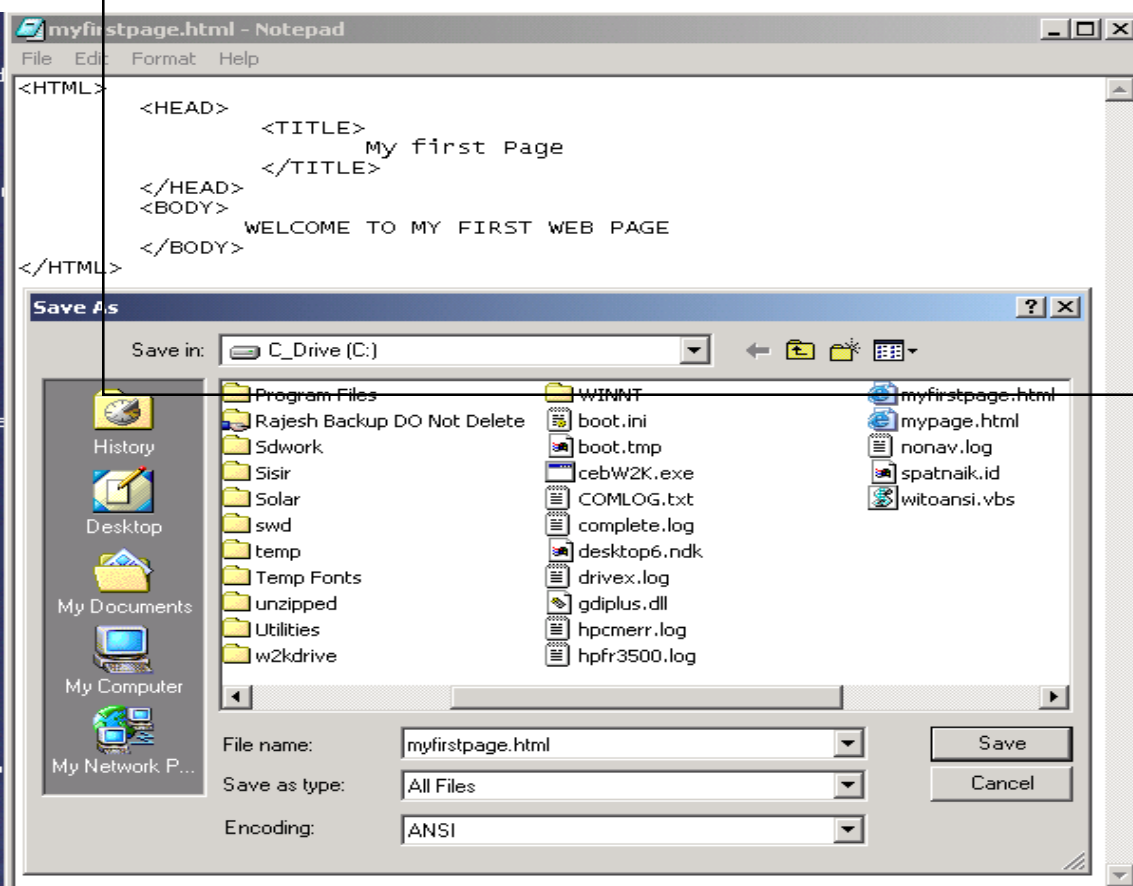 myfirstpage.html - Notepad
File Edit Format Help
<HTML>
<HEAD>
<TITLE>
My first Page
</TITLE>
</HEAD>
<BODY>
WELCOME TO MY FIRST WEB PAGE
</BODY>
</HTML>
Save As
Save in: C_Drive (C:)
History
Desktop
My Documents
My Computer
My Network P...
Program Files
Rajesh Backup DO Not Delete
Sdwork
Sisir
Solar
swd
temp
Temp Fonts
unzipped
Utilities
w2kdrive
WINNT
boot.ini
boot.tmp
cebW2K.exe
COMLOG.txt
complete.log
desktop6.ndk
drivex.log
gdiplus.dll
hpcmerr.log
hpfr3500.log
myfirstpage.html
mypage.html
nonav.log
spatnaik.id
witoansi.vbs
File name: myfirstpage.html Save
Save as type: All Files Cancel
Encoding: ANSI